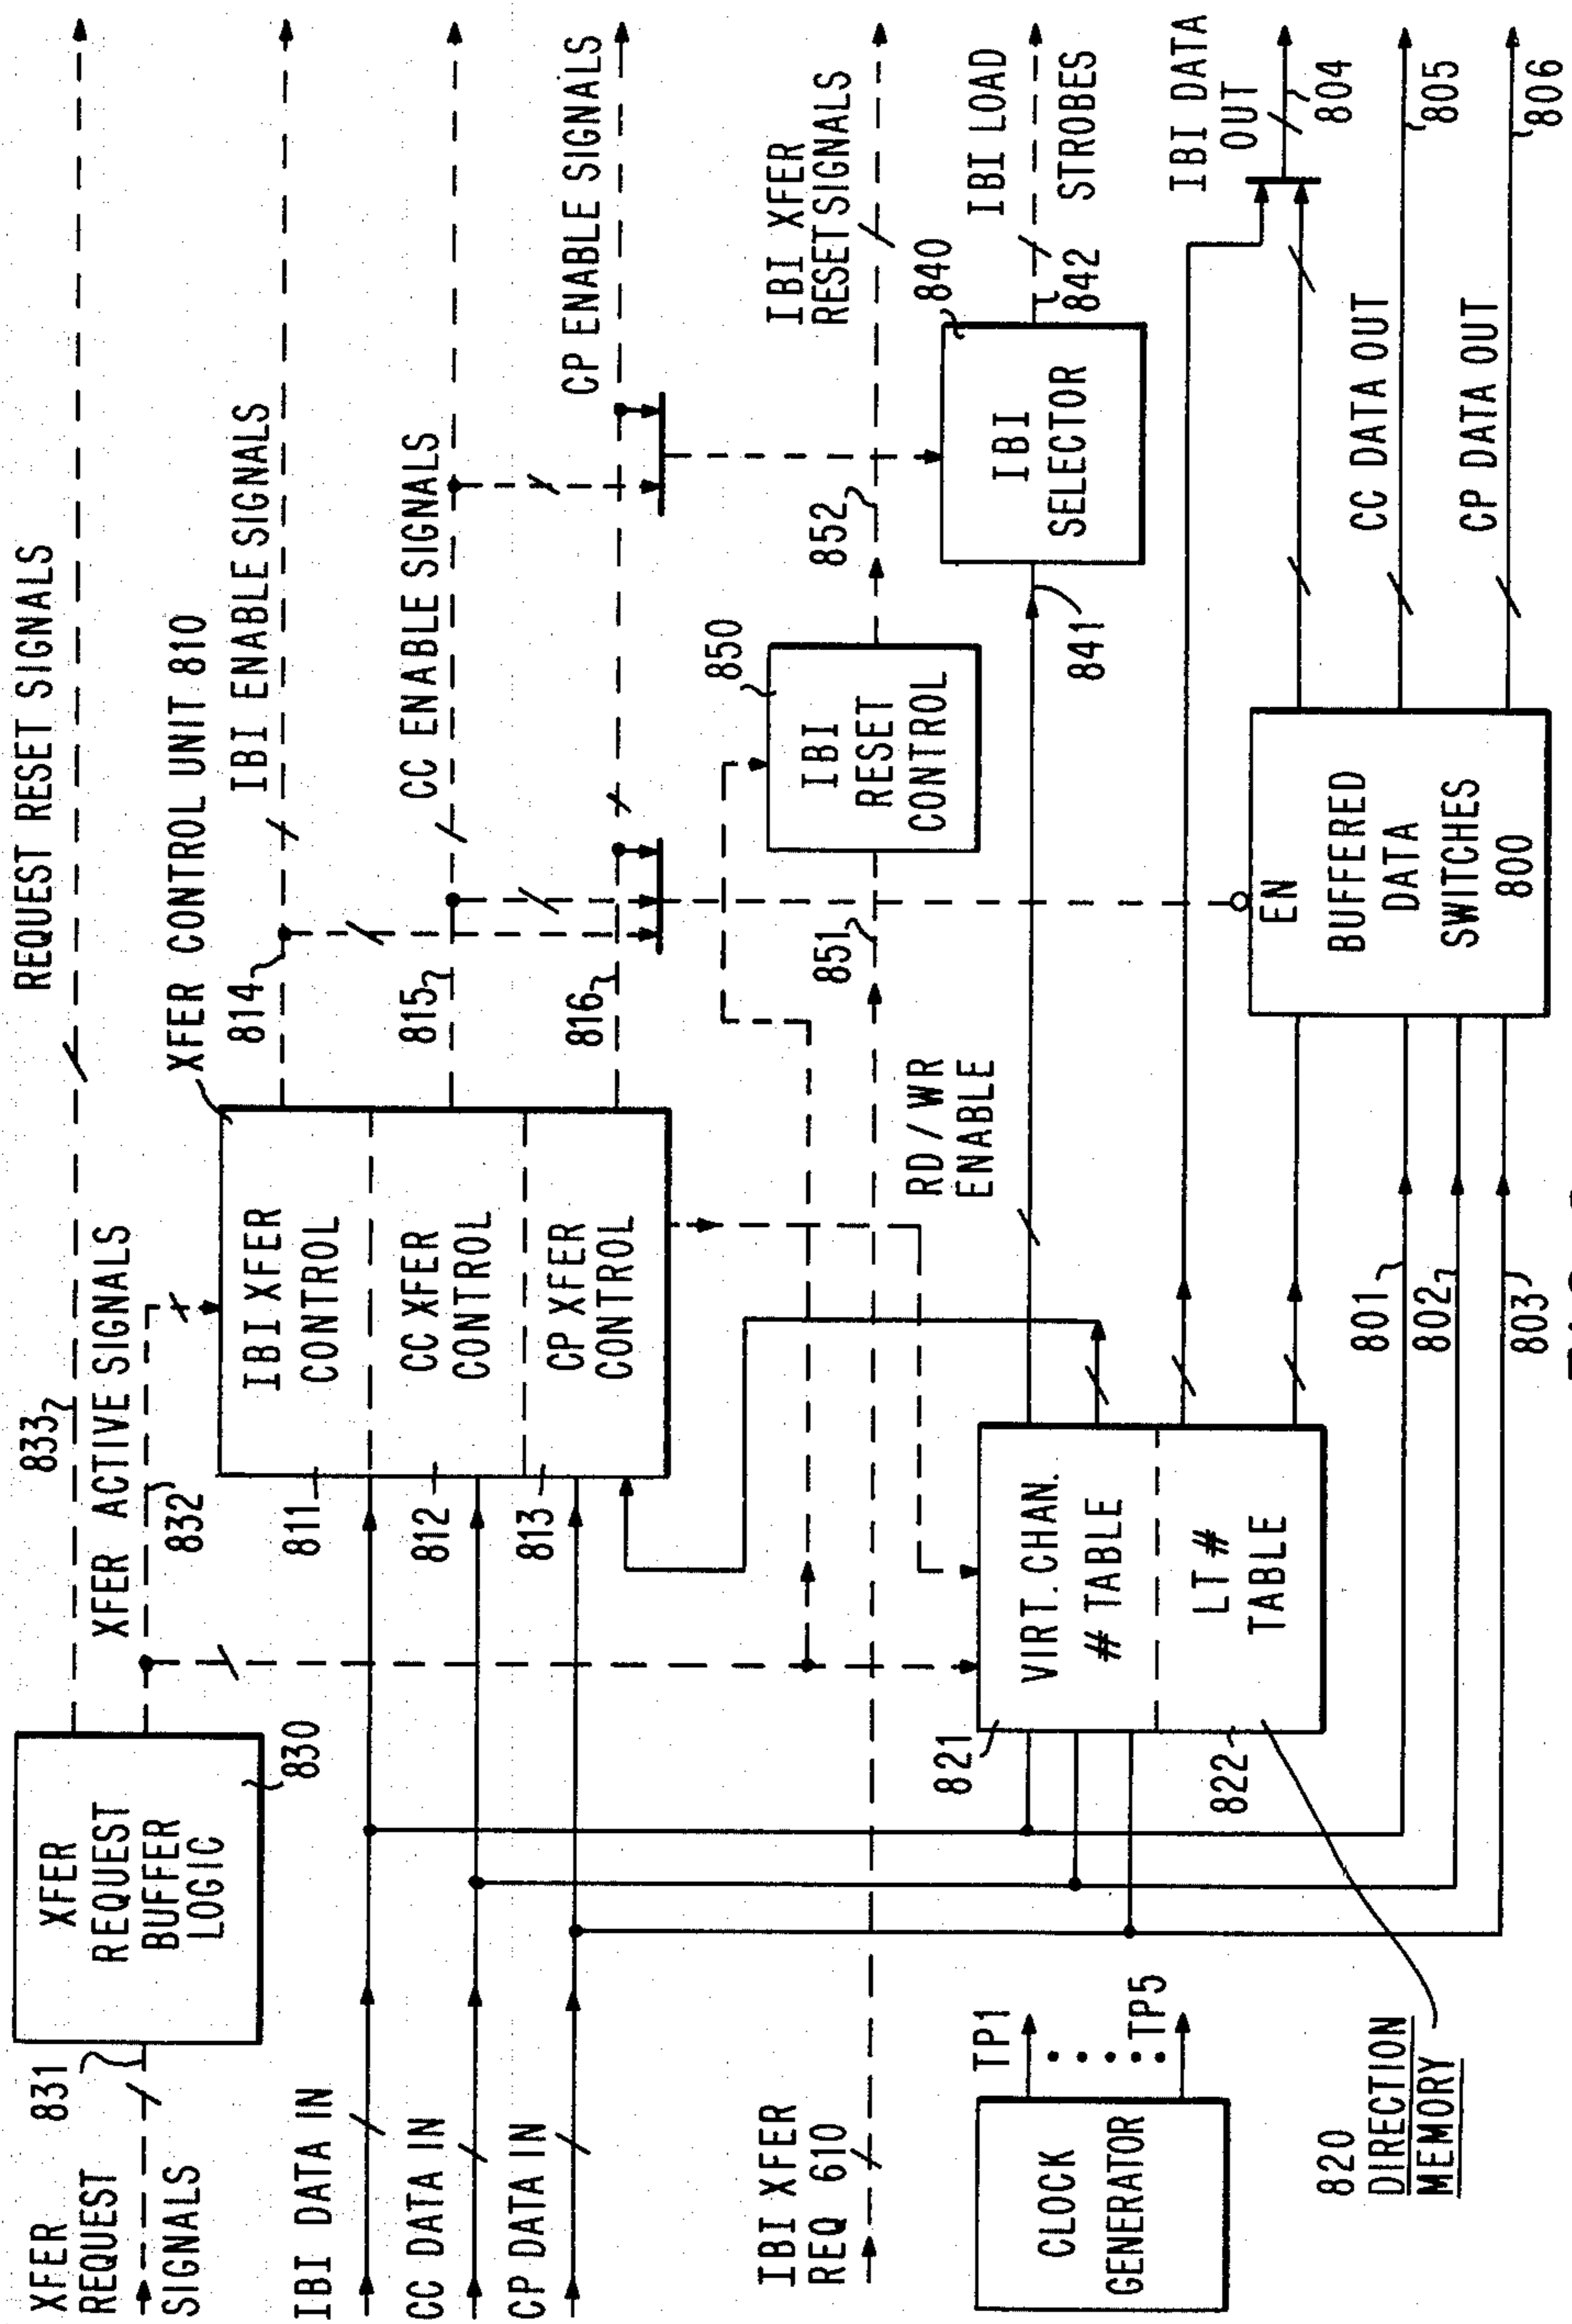 XFER
REQUEST
SIGNALS
831
XFER
REQUEST
BUFFER
LOGIC
830
833
REQUEST RESET SIGNALS
XFER ACTIVE SIGNALS
832
XFER CONTROL UNIT 810
IBI DATA IN
CC DATA IN
CP DATA IN
811
812
813
IBI XFER
CONTROL
CC XFER
CONTROL
CP XFER
CONTROL
814
815
816
IBI ENABLE SIGNALS
CC ENABLE SIGNALS
CP ENABLE SIGNALS
IBI XFER
REQ 610
851
850
IBI
RESET
CONTROL
852
IBI XFER
RESET SIGNALS
RD/WR
ENABLE
841
840
IBI
SELECTOR
842
IBI LOAD
STROBES
CLOCK
GENERATOR
TP1
TP5
820
DIRECTION
MEMORY
821
822
VIRT. CHAN.
# TABLE
LT #
TABLE
801
802
803
EN
BUFFERED
DATA
SWITCHES
800
IBI DATA
OUT
804
CC DATA OUT
805
CP DATA OUT
806